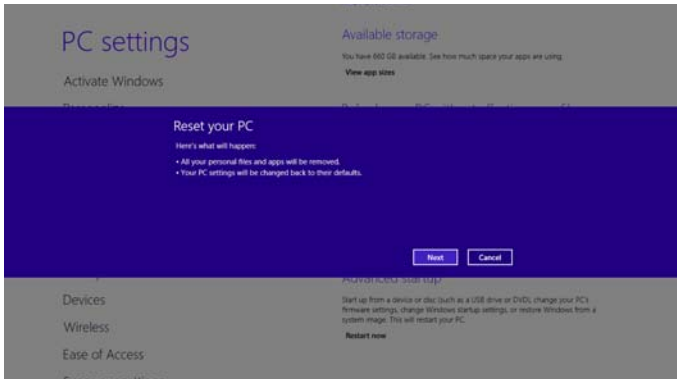 PC settings
Activate Windows
Available storage
You have 660 GB available. See how much space your apps are using.
View app sizes
Reset your PC
Here's what will happen:
• All your personal files and apps will be removed.
• Your PC settings will be changed back to their defaults.
Next
Cancel
Advanced startup
Devices
Wireless
Ease of Access
Start up from a device or disc (such as a USB drive or DVD), change your PC's
firmware settings, change Windows startup settings, or restore Windows from a
system image. This will restart your PC.
Restart now